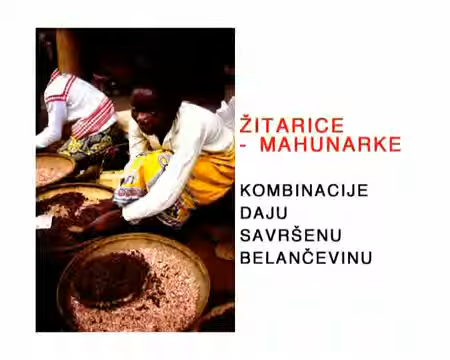 ŽITARICE
- MAHUNARKE
KOMBINACIJE
DAJU
SAVRŠENU
BELANČEVINU